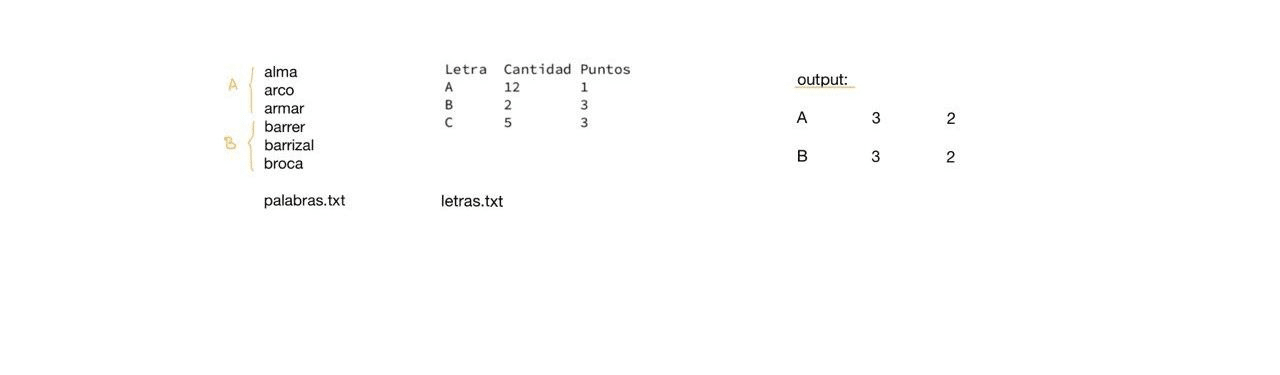 A
alma
arco
armar
B
barrer
barrizal
broca
palabras.txt
Letra Cantidad Puntos
A 12 1
B 2 3
C 5 3
letras.txt
output:
A 3 2
B 3 2